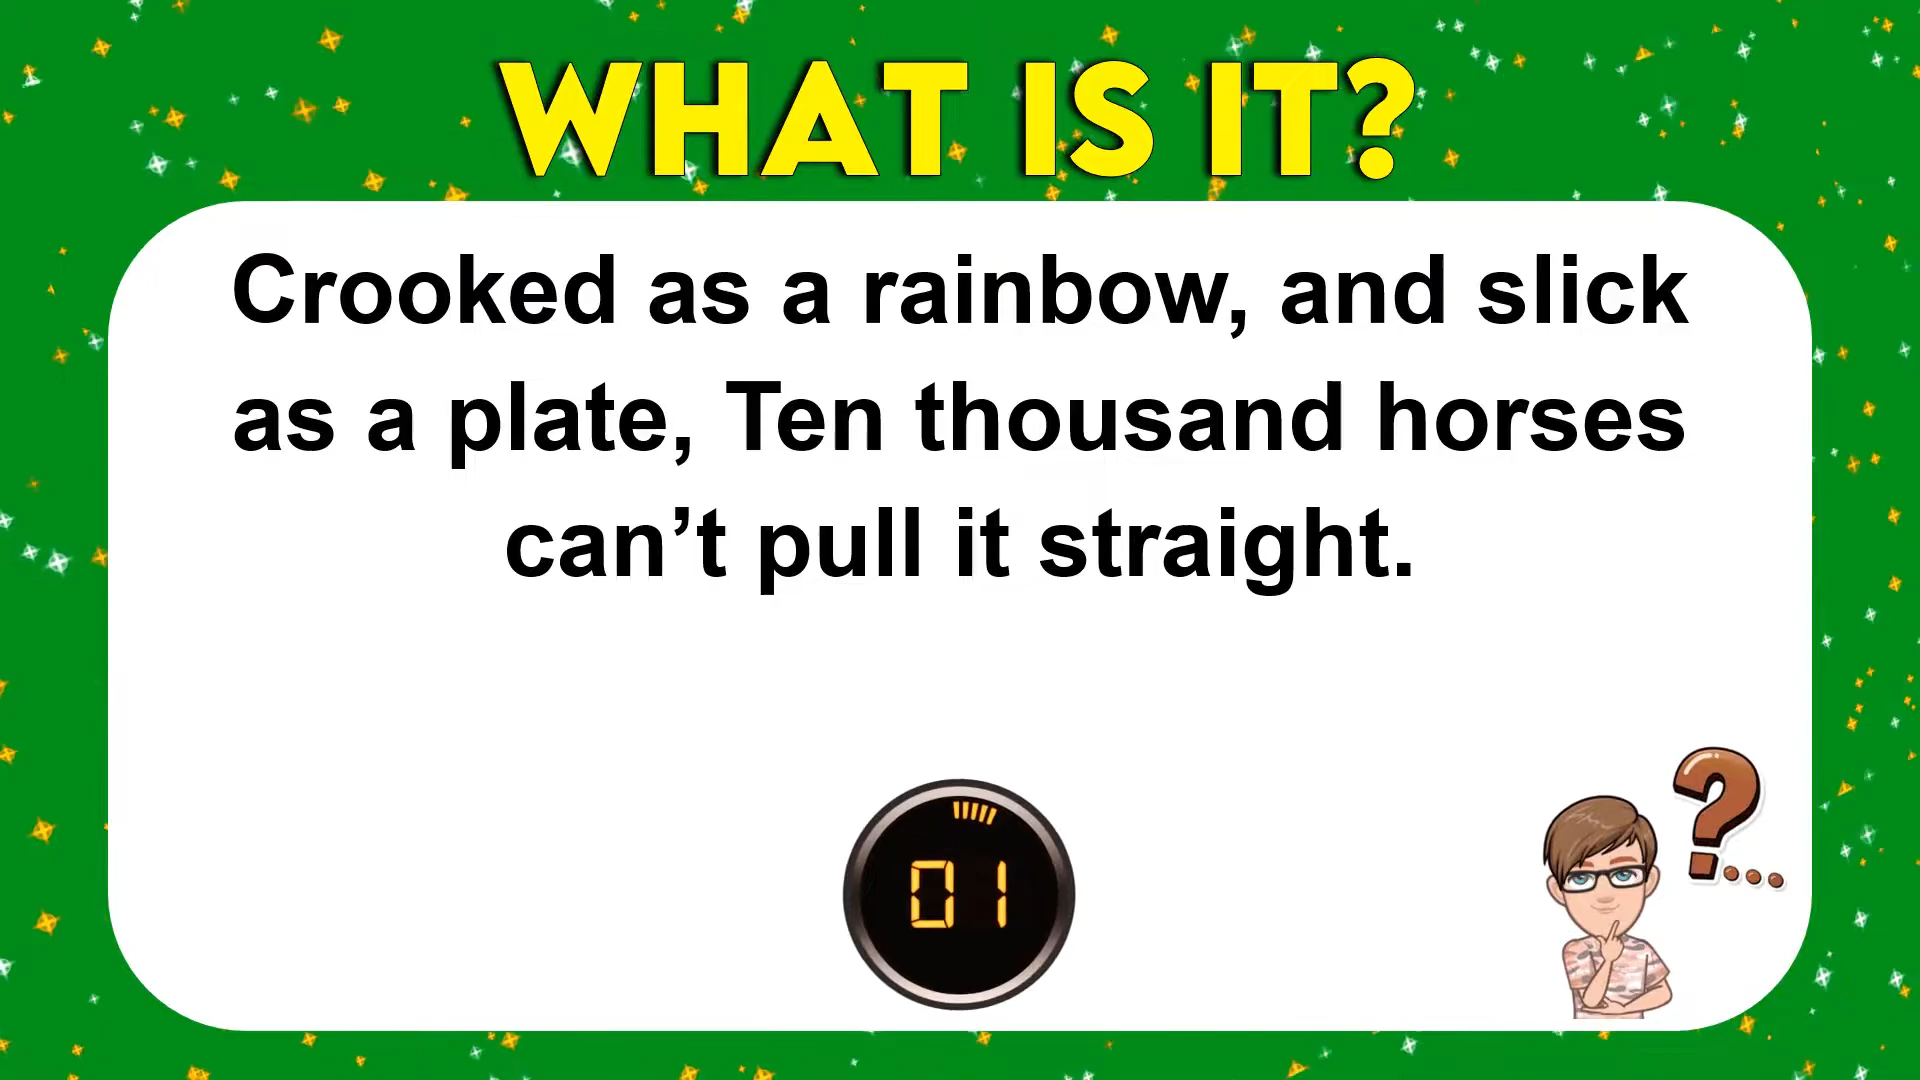 WHAT IS IT?
Crooked as a rainbow, and slick
as a plate, Ten thousand horses
can’t pull it straight.
01
?...